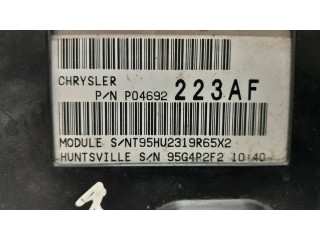 CHRYSLER
P/N P04692 223AF
MODULE S/NT95HU2319R65X2
HUNTSVILLE S/N 95G4P2F2 10:40